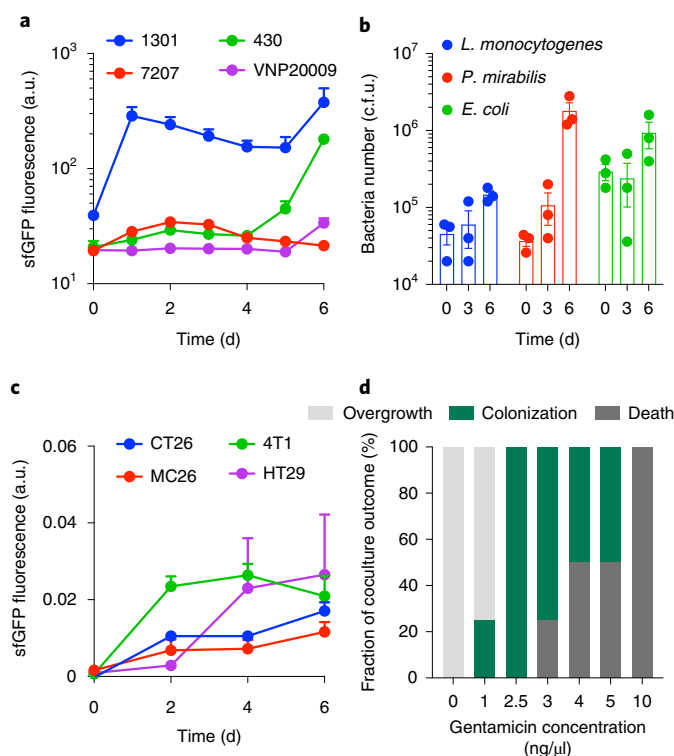 a
1301
430
7207
VNP20009
sfGFP fluorescence (a.u.)
10³
10²
10¹
0 2 4 6
Time (d)
b
L. monocytogenes
P. mirabilis
E. coli
Bacteria number (c.f.u.)
10⁷
10⁶
10⁵
10⁴
0 3 6 0 3 6 0 3 6
Time (d)
c
CT26
4T1
MC26
HT29
sfGFP fluorescence (a.u.)
0.06
0.04
0.02
0
0 2 4 6
Time (d)
d
Overgrowth Colonization Death
Fraction of coculture outcome (%)
100
80
60
40
20
0
0 1 2.5 3 4 5 10
Gentamicin concentration
(ng/μl)